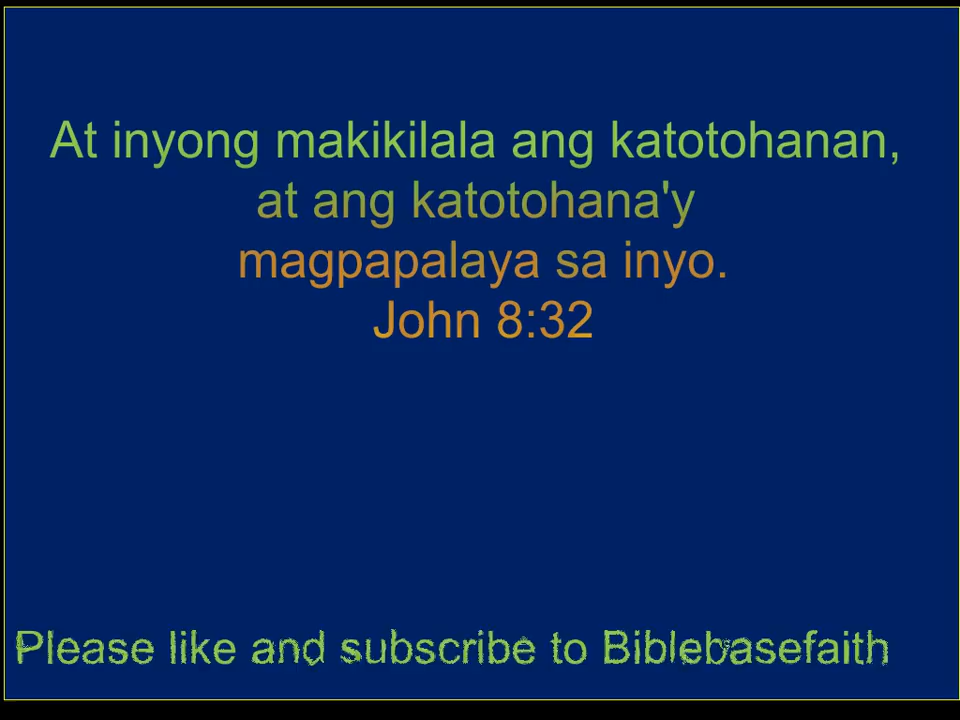 At inyong makikilala ang katotohanan,
at ang katotohana'y
magpapalaya sa inyo.
John 8:32
Please like and subscribe to Biblebasefaith